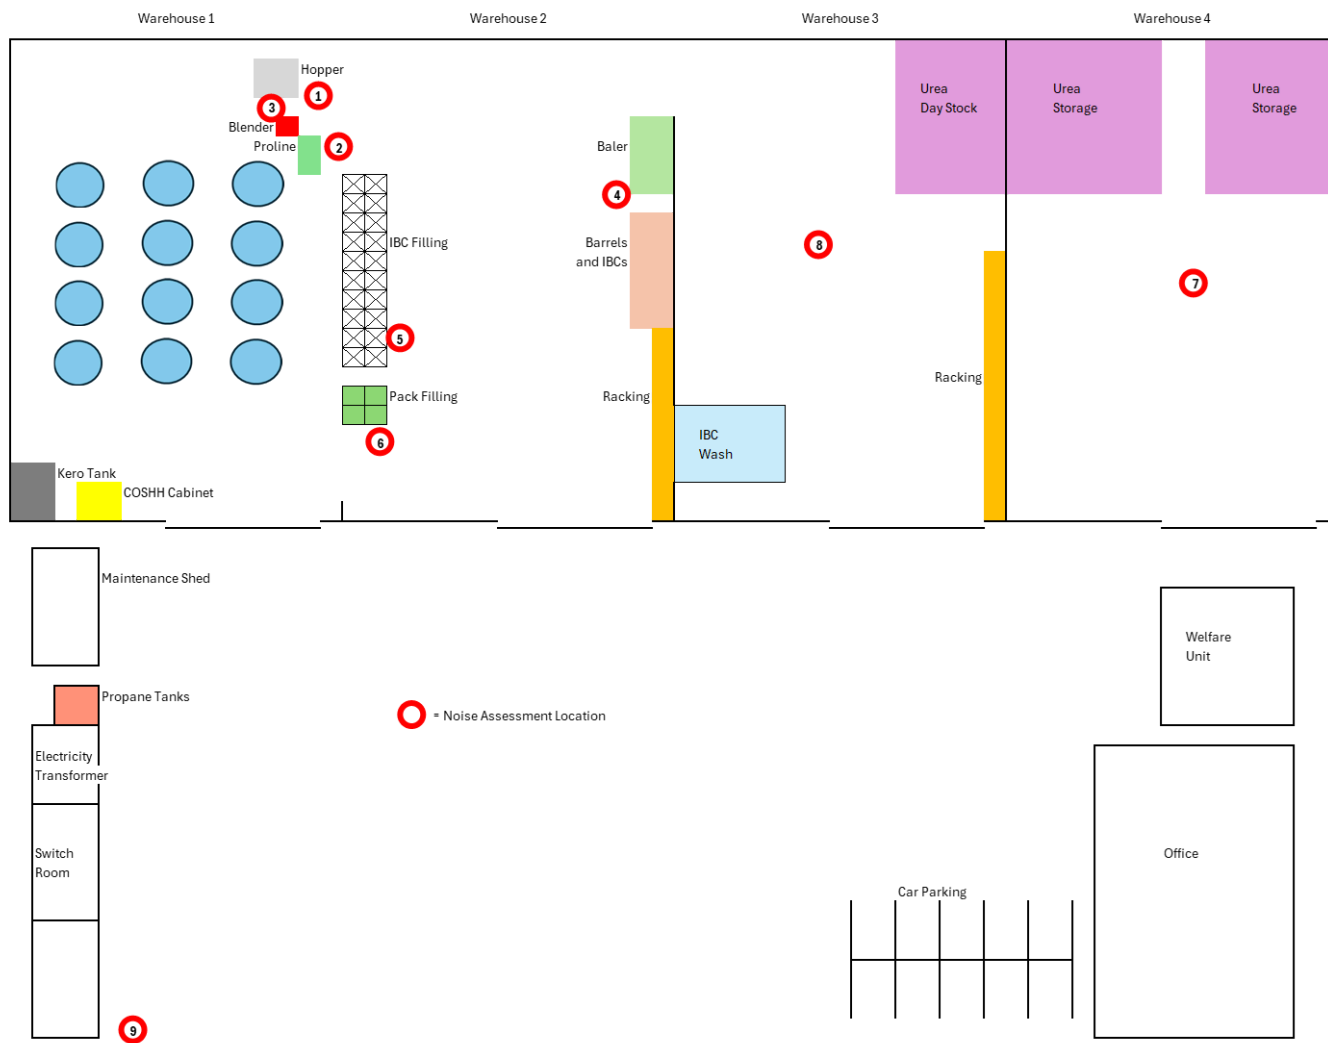 Warehouse 1
Warehouse 2
Warehouse 3
Warehouse 4
Hopper
1
3
Blender
Proline
2
Baler
4
IBC Filling
Barrels
and IBCs
5
Pack Filling
6
Racking
IBC
Wash
8
Urea
Day Stock
Urea
Storage
Urea
Storage
7
Racking
Kero Tank
COSHH Cabinet
Maintenance Shed
Propane Tanks
Electricity
Transformer
Switch
Room
9
= Noise Assessment Location
Welfare
Unit
Office
Car Parking